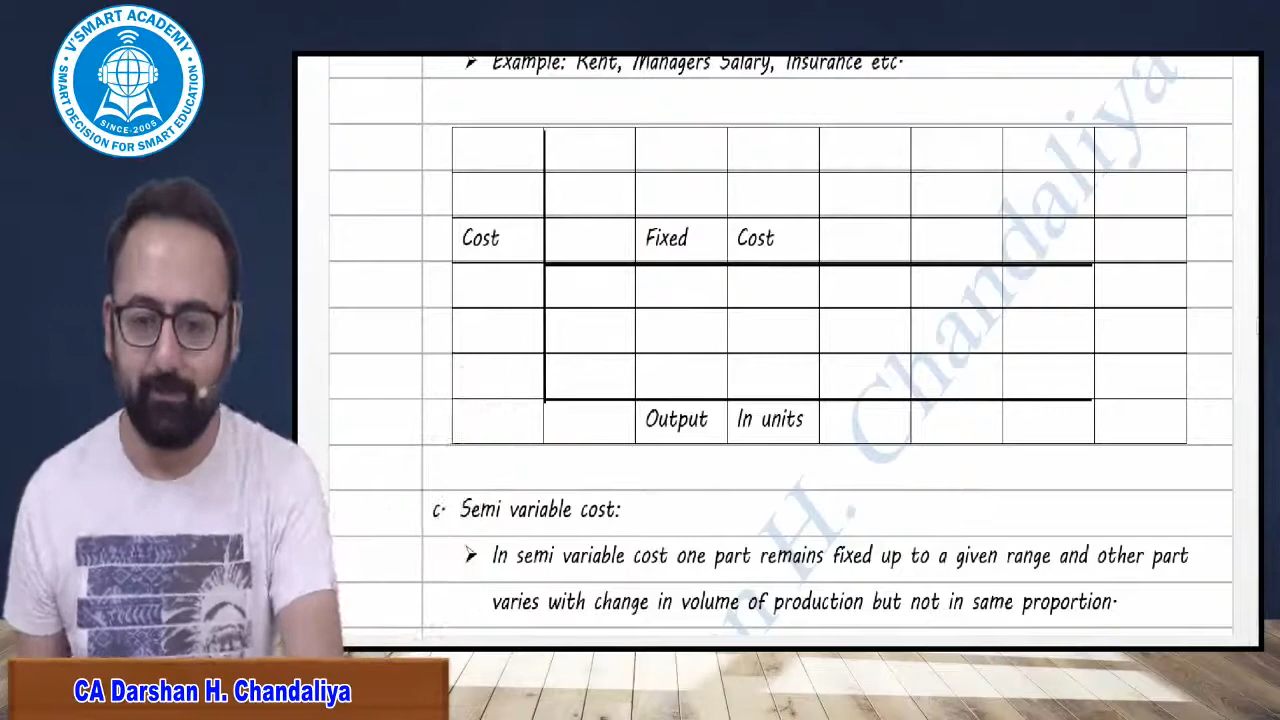 V'SMART ACADEMY
SINCE-2005
SMART DECISION FOR SMART EDUCATION
Example: Rent, Managers Salary, Insurance etc.
Cost Fixed Cost
Output In units
c. Semi variable cost:
In semi variable cost one part remains fixed up to a given range and other part
varies with change in volume of production but not in same proportion.
n H. Chandaliya
CA Darshan H. Chandaliya